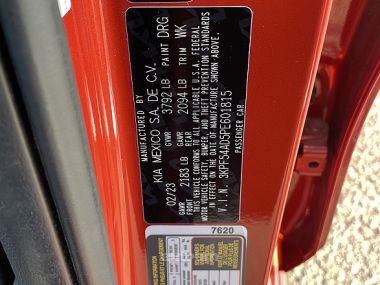 MANUFACTURED BY
KIA MEXICO S.A. DE C.V.
02/23 GVWR 3792 LB PAINT DRG
GAWR FRONT 2183 LB GAWR REAR 2094 LB TRIM WK
THIS VEHICLE CONFORMS TO ALL APPLICABLE U.S.A. FEDERAL
MOTOR VEHICLE SAFETY, BUMPER, AND THEFT PREVENTION STANDARDS
IN EFFECT ON THE DATE OF MANUFACTURE SHOWN ABOVE.
V.I.N. : 3KPF54AD5PE601815
PASSENGER CAR
7620